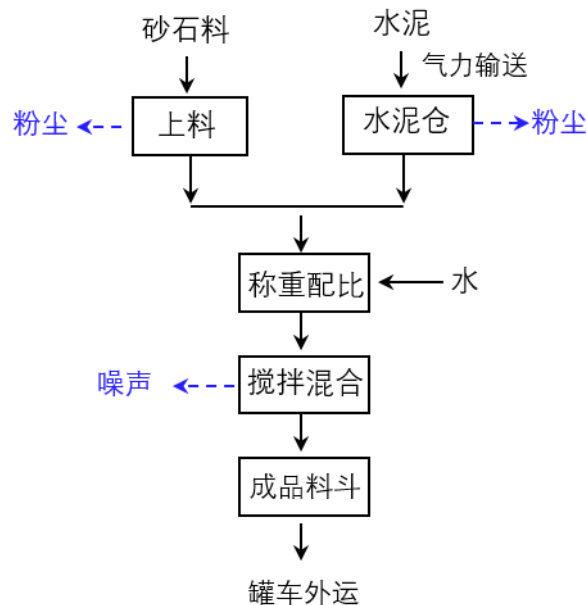 砂石料
水泥
气力输送
粉尘
上料
水泥仓
粉尘
称重配比
水
噪声
搅拌混合
成品料斗
罐车外运